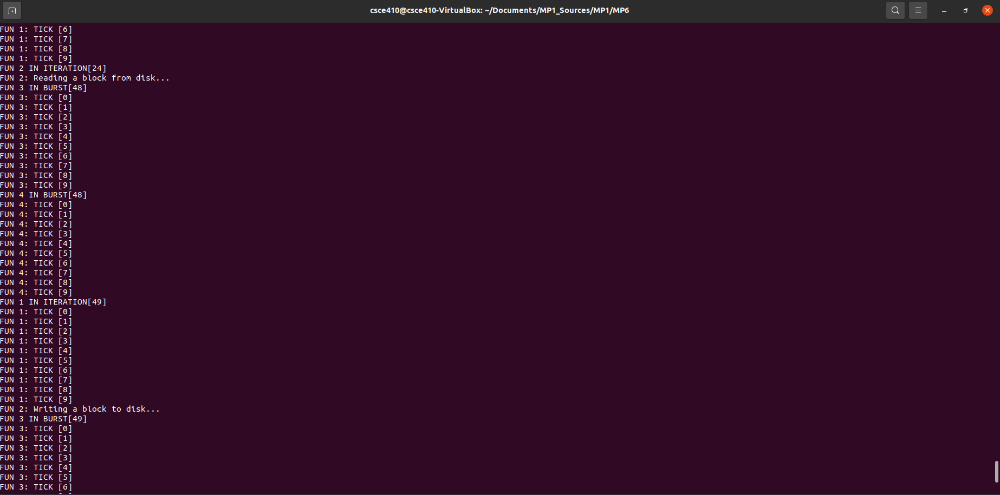 csce410@csce410-VirtualBox: ~/Documents/MP1_Sources/MP1/MP6
FUN 1: TICK [6]
FUN 1: TICK [7]
FUN 1: TICK [8]
FUN 1: TICK [9]
FUN 2 IN ITERATION[24]
FUN 2: Reading a block from disk...
FUN 3 IN BURST[48]
FUN 3: TICK [0]
FUN 3: TICK [1]
FUN 3: TICK [2]
FUN 3: TICK [3]
FUN 3: TICK [4]
FUN 3: TICK [5]
FUN 3: TICK [6]
FUN 3: TICK [7]
FUN 3: TICK [8]
FUN 3: TICK [9]
FUN 4 IN BURST[48]
FUN 4: TICK [0]
FUN 4: TICK [1]
FUN 4: TICK [2]
FUN 4: TICK [3]
FUN 4: TICK [4]
FUN 4: TICK [5]
FUN 4: TICK [6]
FUN 4: TICK [7]
FUN 4: TICK [8]
FUN 4: TICK [9]
FUN 1 IN ITERATION[49]
FUN 1: TICK [0]
FUN 1: TICK [1]
FUN 1: TICK [2]
FUN 1: TICK [3]
FUN 1: TICK [4]
FUN 1: TICK [5]
FUN 1: TICK [6]
FUN 1: TICK [7]
FUN 1: TICK [8]
FUN 1: TICK [9]
FUN 2: Writing a block to disk...
FUN 3 IN BURST[49]
FUN 3: TICK [0]
FUN 3: TICK [1]
FUN 3: TICK [2]
FUN 3: TICK [3]
FUN 3: TICK [4]
FUN 3: TICK [5]
FUN 3: TICK [6]